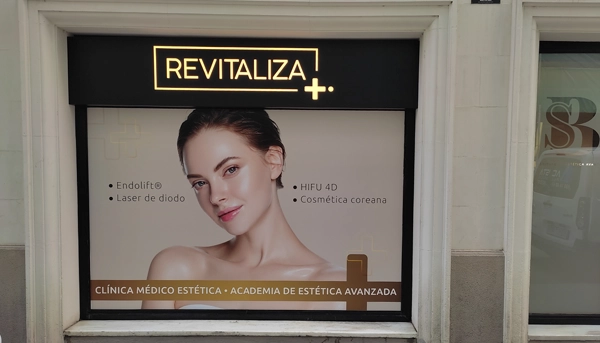 REVITALIZA
• Endolift®
• Laser de diodo
• HIFU 4D
• Cosmética coreana
CLÍNICA MÉDICO ESTÉTICA • ACADEMIA DE ESTÉTICA AVANZADA